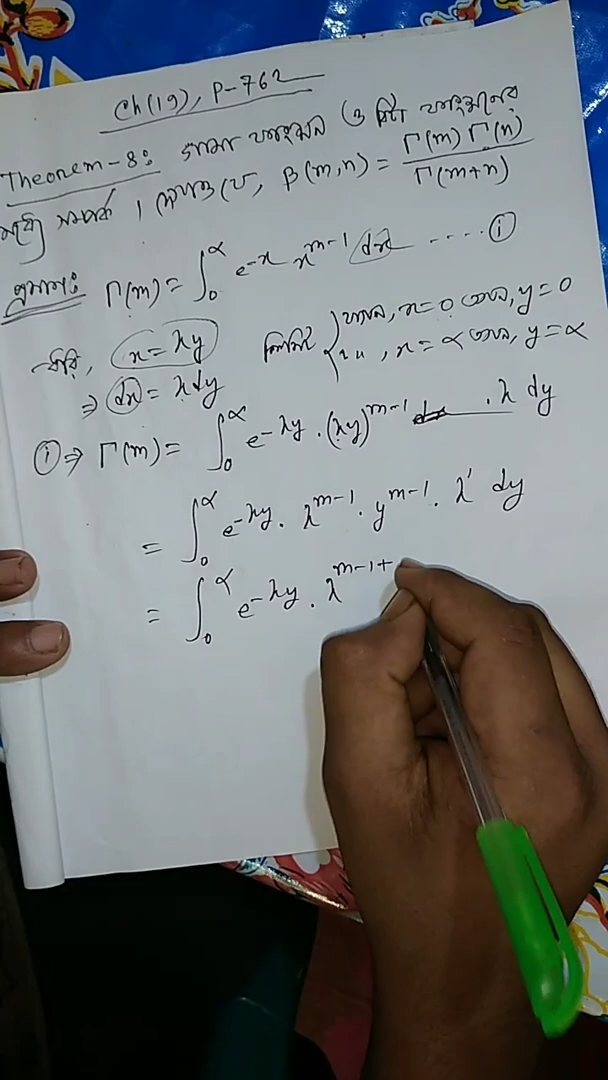 Ch(19), P-762
Theorem-8: গামা ফাংশন ও বিটা ফাংশনের
মধ্যে সম্পর্ক। দেখাও যে, β(m,n) = Γ(m) Γ(n) / Γ(m+n)
প্রমাণঃ Γ(m) = ∫₀^α e^-x x^m-1 dx ..... ⓘ
ধরি, x = λy লিমিট { যখন, x = 0 তখন, y = 0
⇒ dx = λdy { " , x = α তখন, y = α
ⓘ ⇒ Γ(m) = ∫₀^α e^-λy . (λy)^m-1 . λ dy
= ∫₀^α e^-λy . λ^m-1 . y^m-1 . λ' dy
= ∫₀^α e^-λy . λ^m-1+